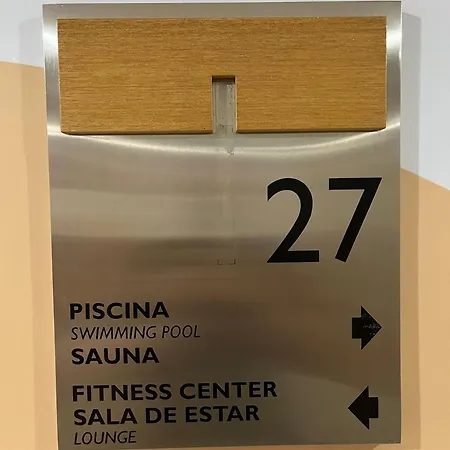 27
PISCINA
SWIMMING POOL
SAUNA
FITNESS CENTER
SALA DE ESTAR
LOUNGE